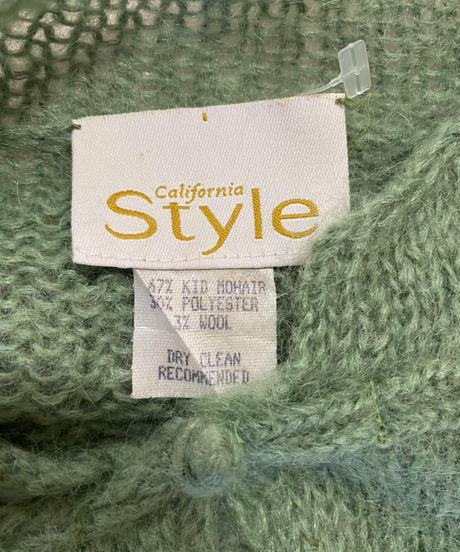 California
Style
67% KID MOHAIR
30% POLYESTER
3% WOOL
DRY CLEAN
RECOMMENDED